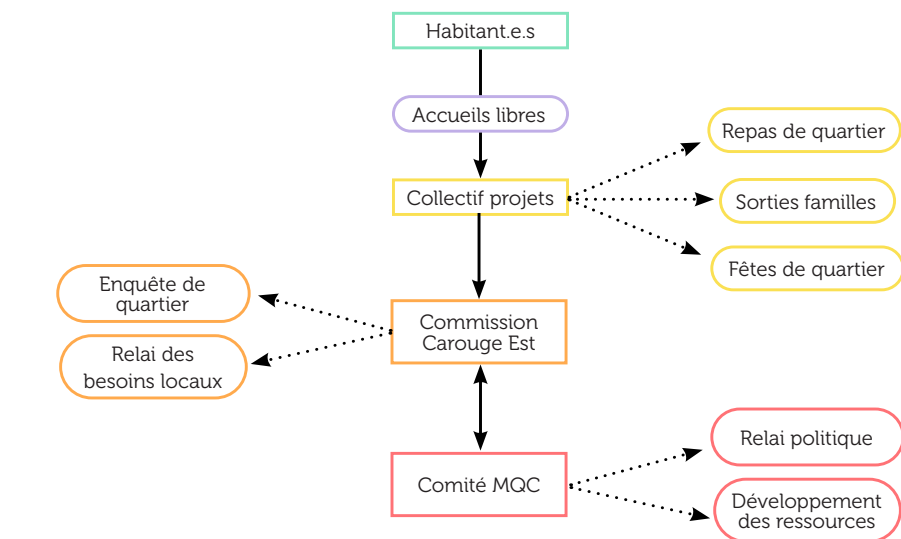 Habitant.e.s
Accueils libres
Collectif projets
Repas de quartier
Sorties familles
Fêtes de quartier
Enquête de
quartier
Relai des
besoins locaux
Commission
Carouge Est
Comité MQC
Relai politique
Développement
des ressources